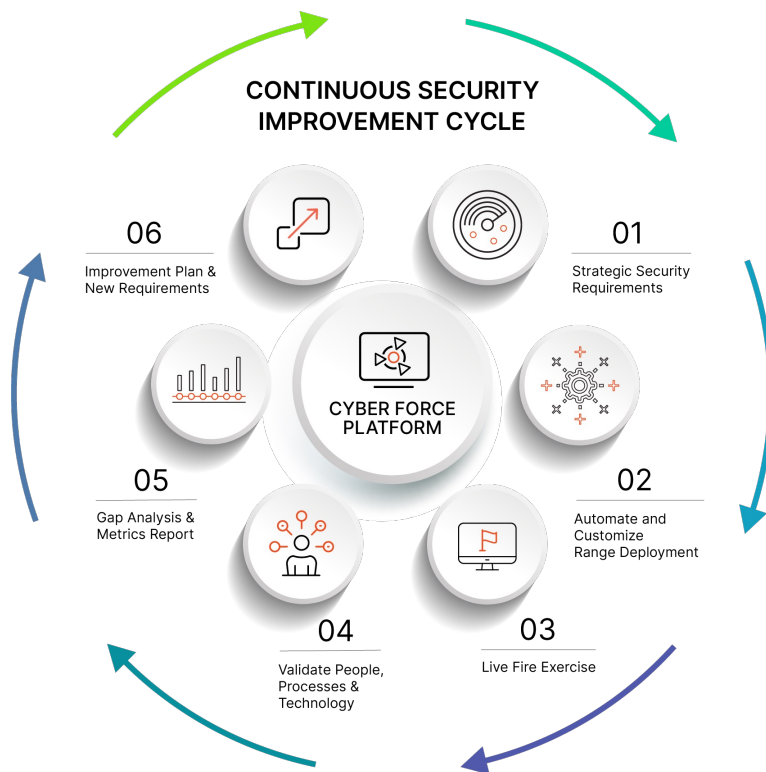 CONTINUOUS SECURITY
IMPROVEMENT CYCLE
01
Strategic Security
Requirements
02
Automate and
Customize
Range Deployment
03
Live Fire Exercise
04
Validate People,
Processes &
Technology
05
Gap Analysis &
Metrics Report
06
Improvement Plan &
New Requirements
CYBER FORCE
PLATFORM